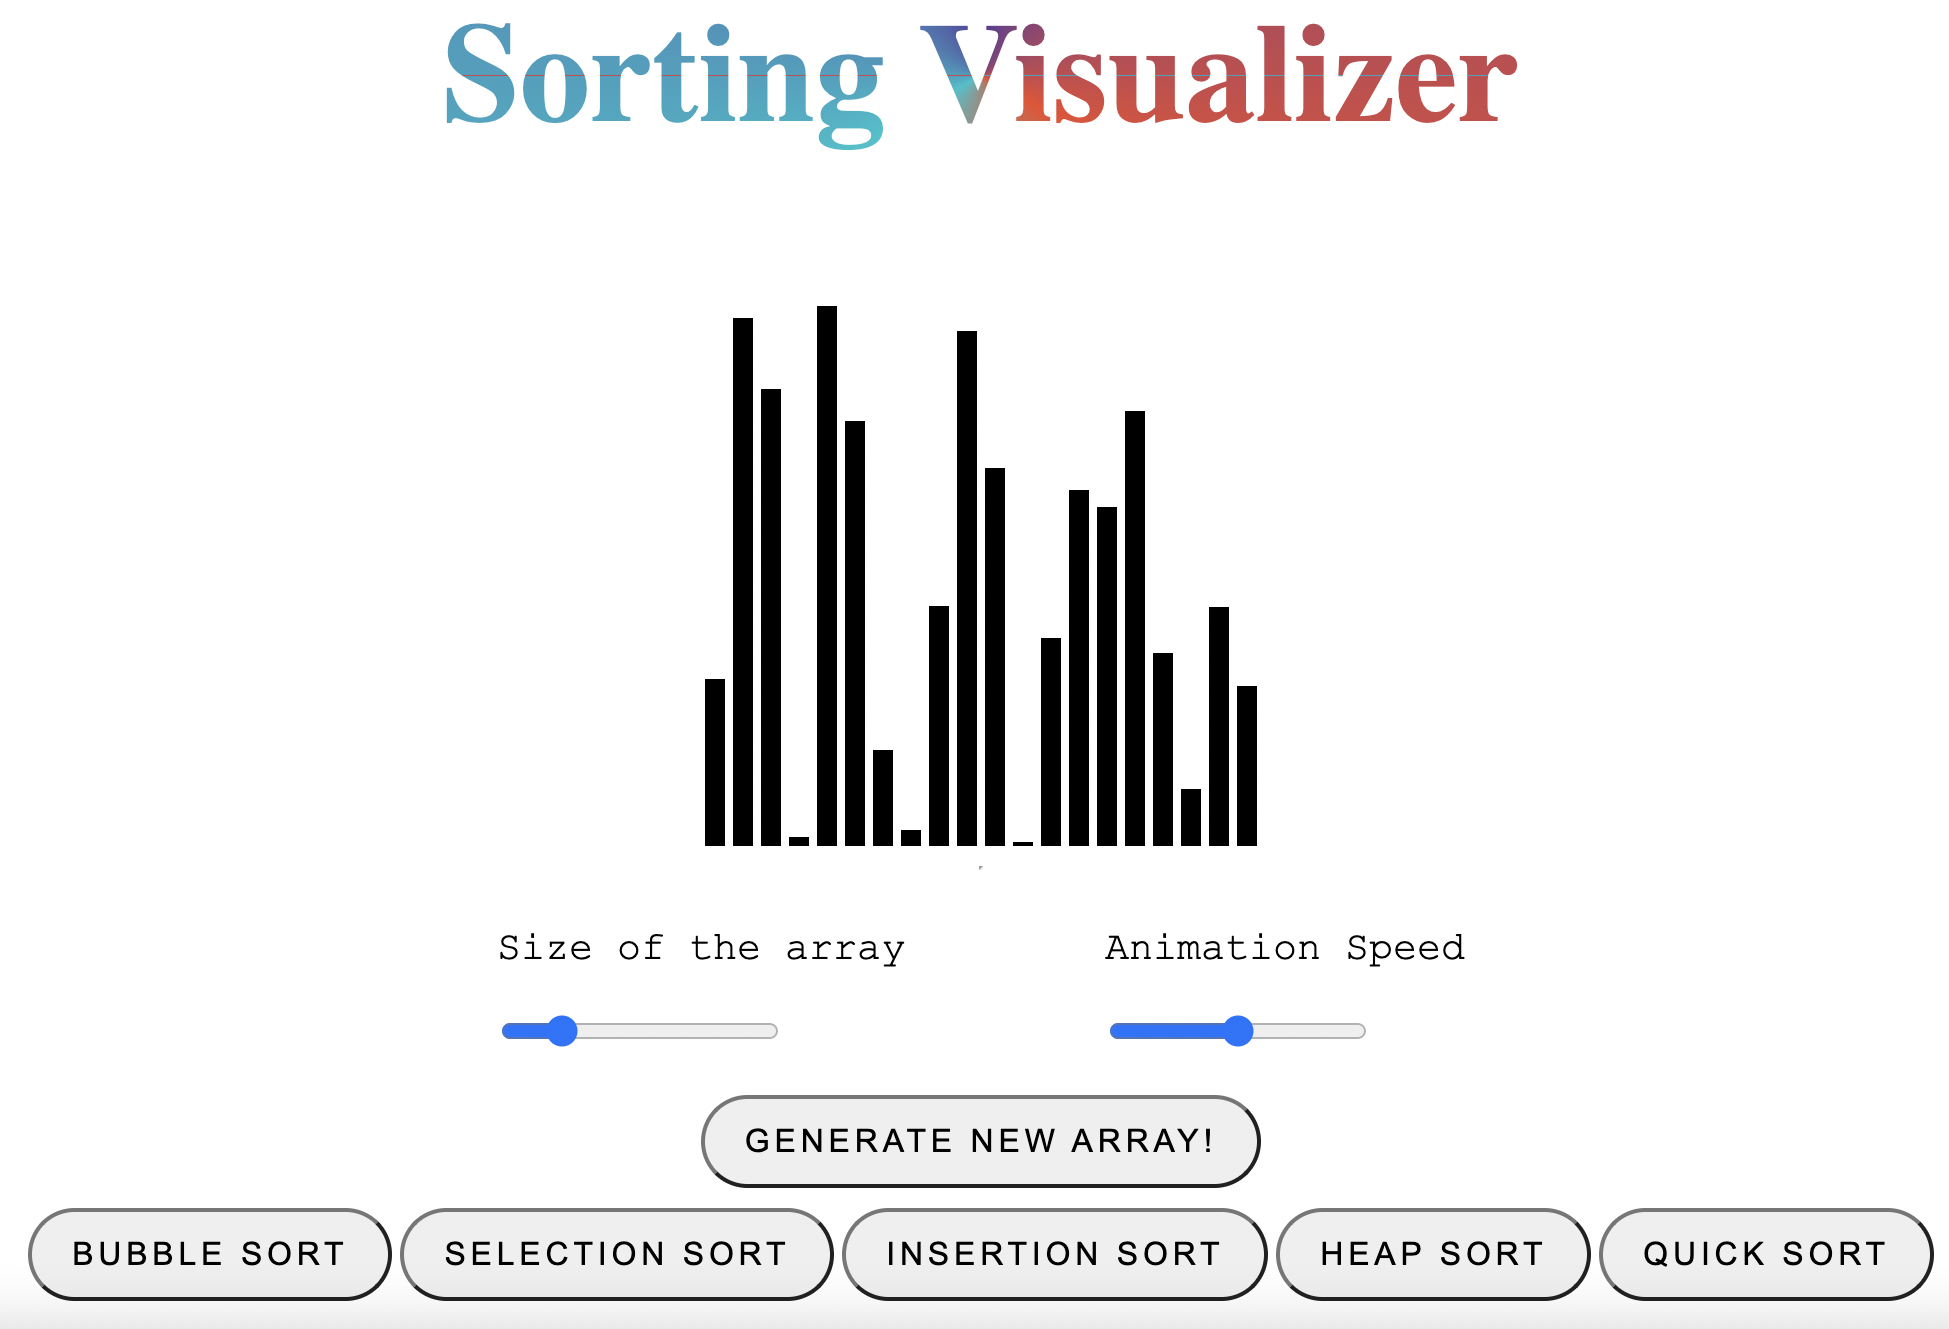 Sorting Visualizer
Size of the array
Animation Speed
GENERATE NEW ARRAY!
BUBBLE SORT
SELECTION SORT
INSERTION SORT
HEAP SORT
QUICK SORT